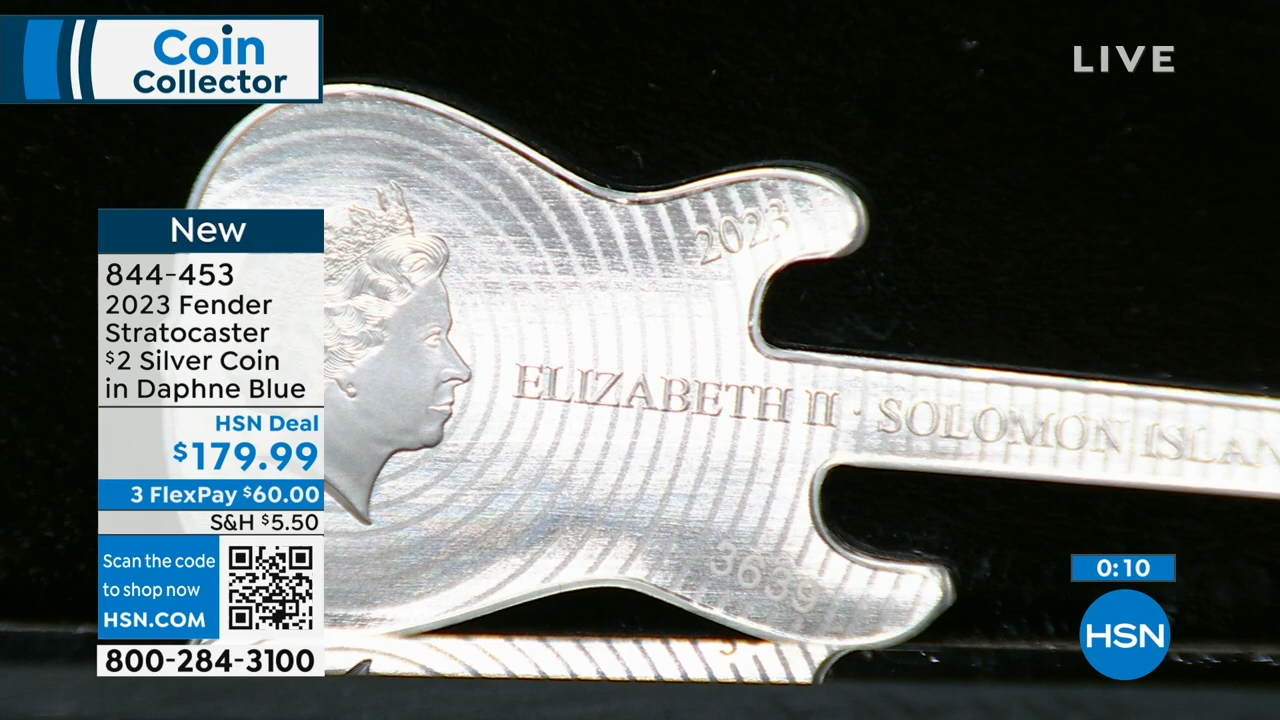 Coin
Collector
LIVE
New
844-453
2023 Fender
Stratocaster
$2 Silver Coin
in Daphne Blue
HSN Deal
$179.99
3 FlexPay $60.00
S&H $5.50
Scan the code
to shop now
HSN.COM
800-284-3100
2023
ELIZABETH II · SOLOMON ISLAN
3639
0:10
HSN